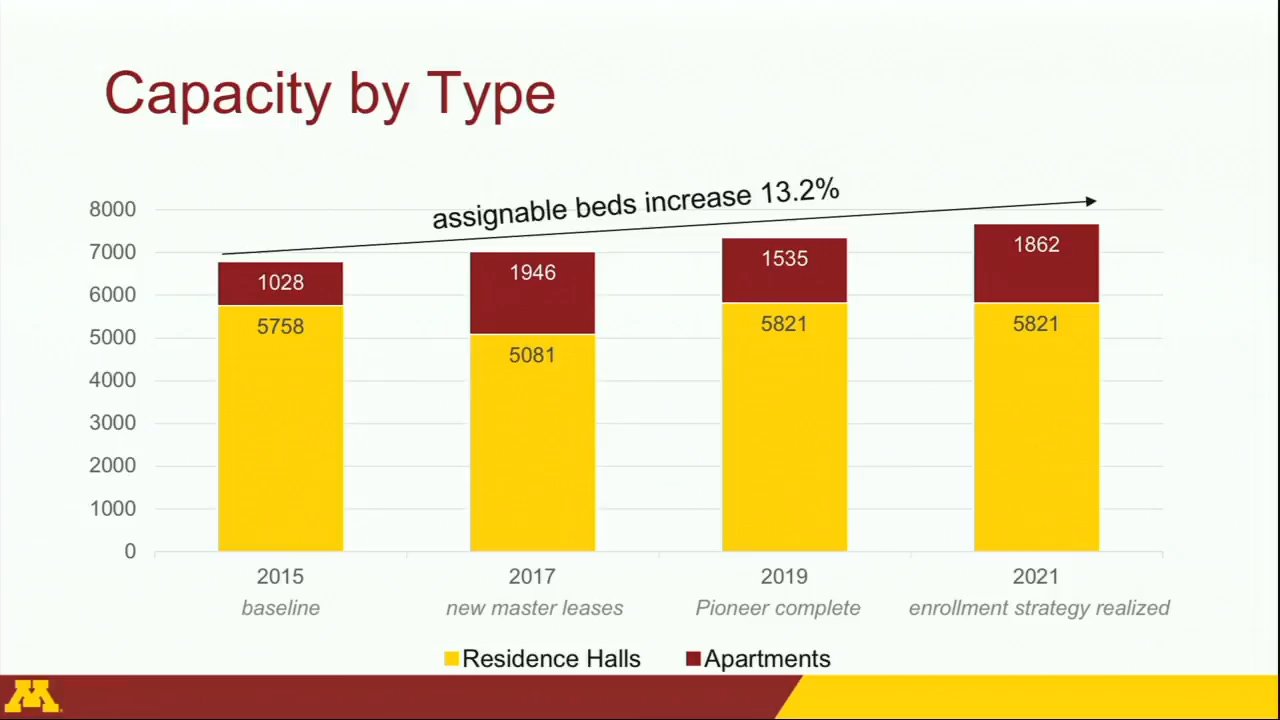 Capacity by Type
assignable beds increase 13.2%
8000
7000
6000
5000
4000
3000
2000
1000
0
1028
5758
1946
5081
1535
5821
1862
5821
2015
2017
2019
2021
baseline
new master leases
Pioneer complete
enrollment strategy realized
Residence Halls
Apartments
M